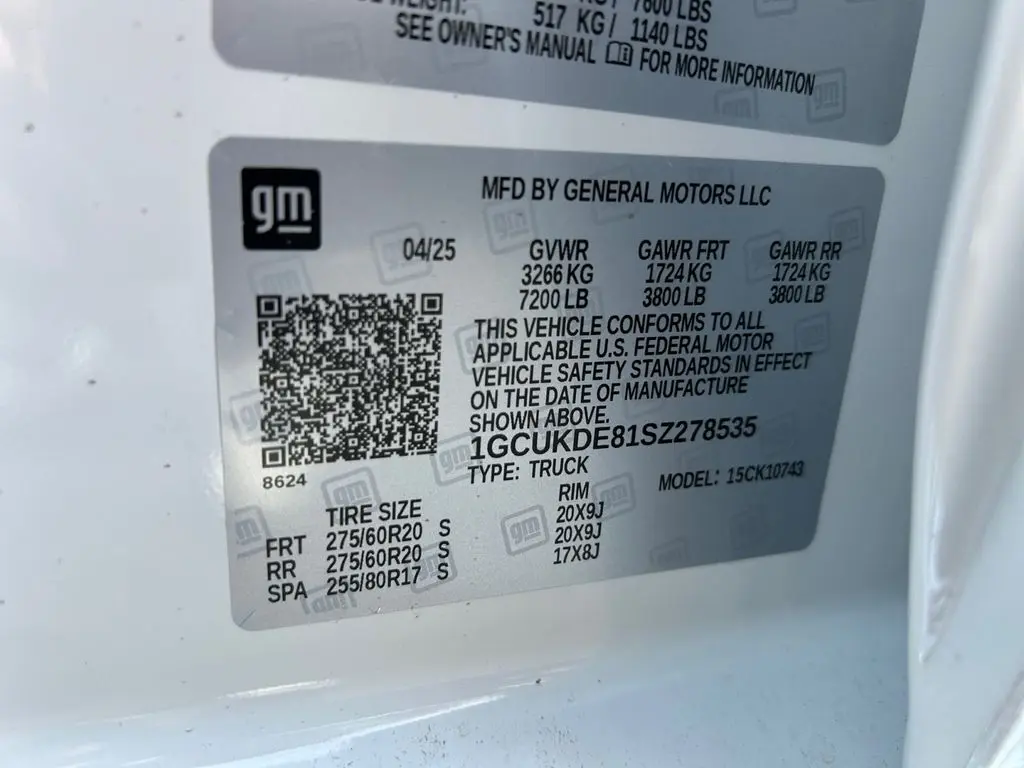 7600 LBS
517 KG/ 1140 LBS
SEE OWNER'S MANUAL FOR MORE INFORMATION
gm
MFD BY GENERAL MOTORS LLC
04/25 GVWR GAWR FRT GAWR RR
3266 KG 1724 KG 1724 KG
7200 LB 3800 LB 3800 LB
THIS VEHICLE CONFORMS TO ALL
APPLICABLE U.S. FEDERAL MOTOR
VEHICLE SAFETY STANDARDS IN EFFECT
ON THE DATE OF MANUFACTURE
SHOWN ABOVE.
1GCUKDE81SZ278535
TYPE: TRUCK MODEL: 15CK10743
8624
TIRE SIZE RIM
FRT 275/60R20 S 20X9J
RR 275/60R20 S 20X9J
SPA 255/80R17 S 17X8J